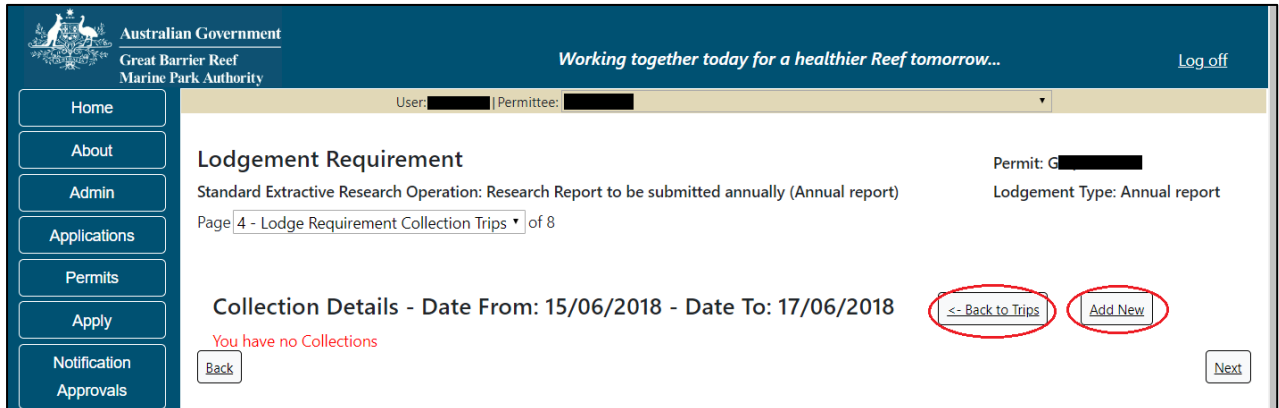 Australian Government
Great Barrier Reef
Marine Park Authority
Working together today for a healthier Reef tomorrow...
Log off
User: | Permittee:
Home
About
Admin
Applications
Permits
Apply
Notification
Approvals
Lodgement Requirement
Permit: G
Standard Extractive Research Operation: Research Report to be submitted annually (Annual report)
Lodgement Type: Annual report
Page 4 - Lodge Requirement Collection Trips of 8
Collection Details - Date From: 15/06/2018 - Date To: 17/06/2018
<- Back to Trips
Add New
You have no Collections
Back
Next